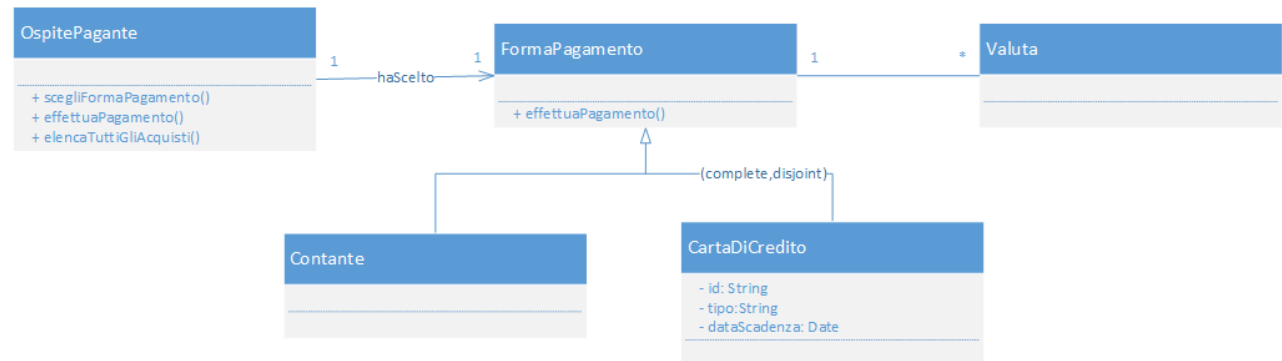 OspitePagante
+ scegliFormaPagamento()
+ effettuaPagamento()
+ elencaTuttiGliAcquisti()
1
haScelto
1
FormaPagamento
+ effettuaPagamento()
1
*
Valuta
(complete,disjoint)
Contante
CartaDiCredito
- id: String
- tipo:String
- dataScadenza: Date